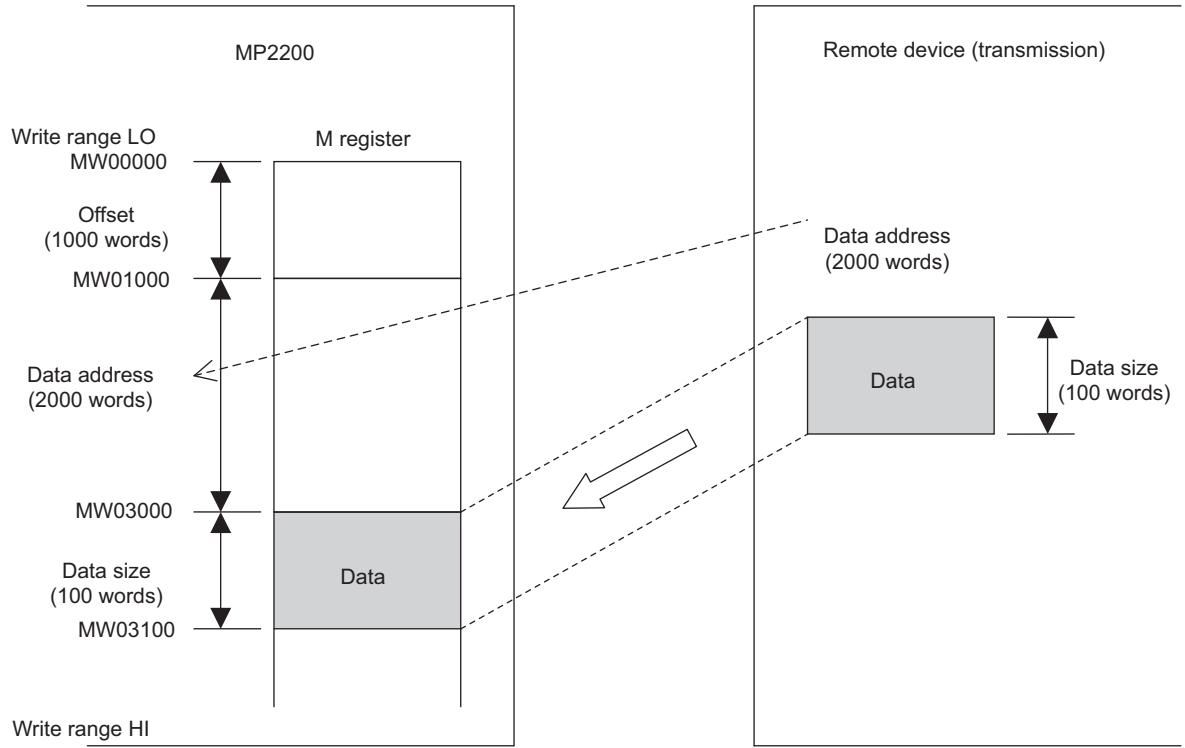 MP2200
Remote device (transmission)
Write range LO
M register
MW00000
Offset
(1000 words)
MW01000
Data address
(2000 words)
Data address
(2000 words)
Data
Data size
(100 words)
MW03000
Data size
(100 words)
Data
MW03100
Write range HI